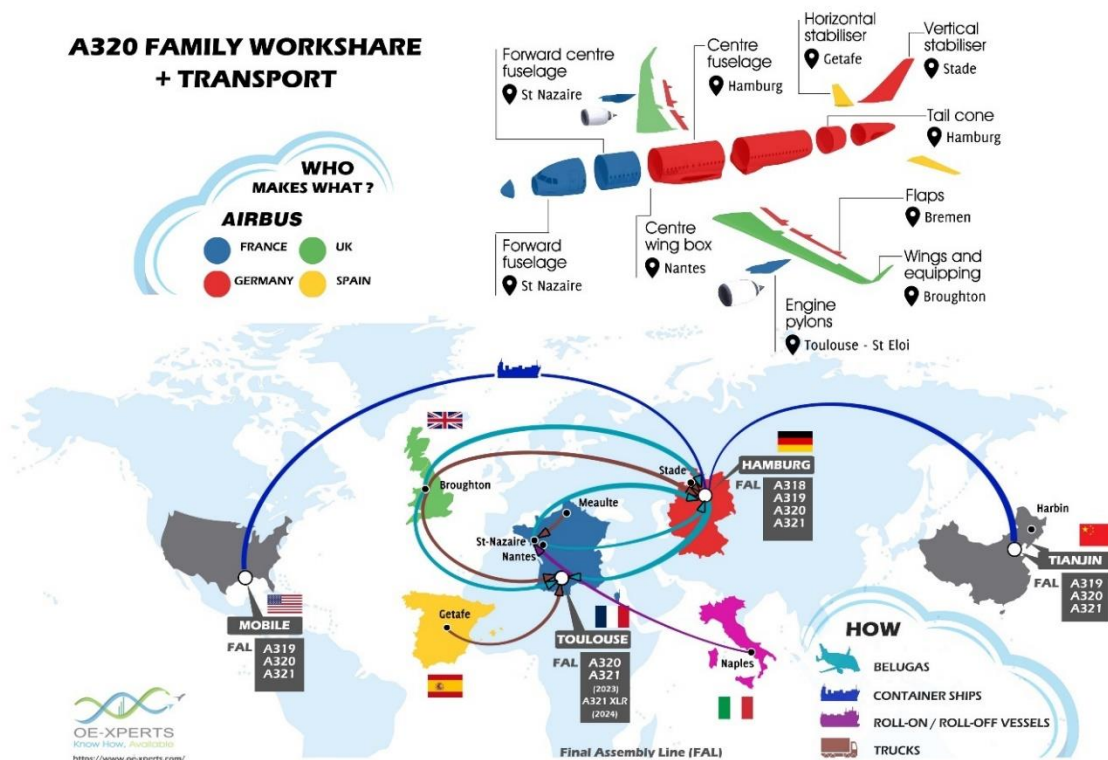 A320 FAMILY WORKSHARE
+ TRANSPORT
WHO
MAKES WHAT ?
AIRBUS
FRANCE
UK
GERMANY
SPAIN
Forward centre
fuselage
St Nazaire
Centre
fuselage
Hamburg
Horizontal
stabiliser
Getafe
Vertical
stabiliser
Stade
Tail cone
Hamburg
Forward
fuselage
St Nazaire
Centre
wing box
Nantes
Flaps
Bremen
Wings and
equipping
Broughton
Engine
pylons
Toulouse - St Eloi
Broughton
Stade
Meaulte
St-Nazaire
Nantes
Getafe
Naples
Harbin
HAMBURG
FAL
A318
A319
A320
A321
TIANJIN
FAL
A319
A320
A321
MOBILE
FAL
A319
A320
A321
TOULOUSE
FAL
A320
A321
(2023)
A321 XLR
(2024)
HOW
BELUGAS
CONTAINER SHIPS
ROLL-ON / ROLL-OFF VESSELS
TRUCKS
OE-XPERTS
Know How, Available
https://www.oe-xperts.com/
Final Assembly Line (FAL)